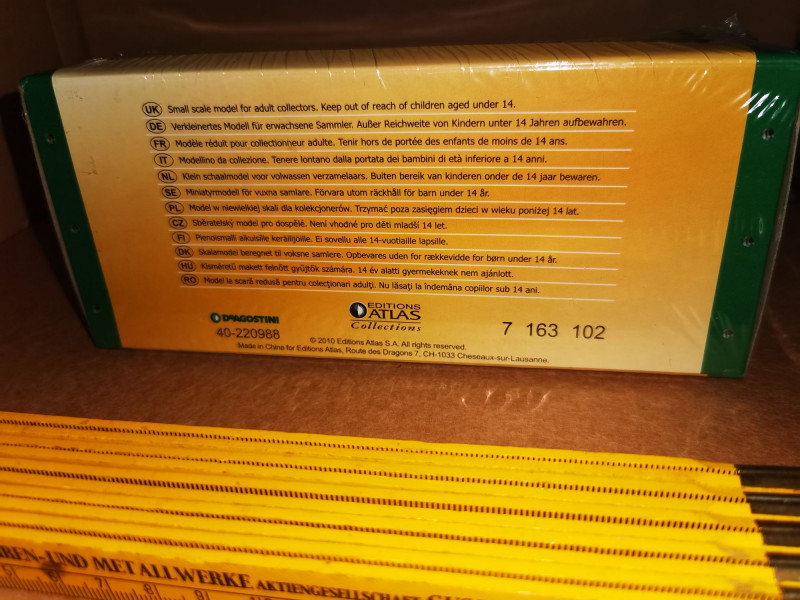 UK Small scale model for adult collectors. Keep out of reach of children aged under 14.
DE Verkleinertes Modell für erwachsene Sammler. Außer Reichweite von Kindern unter 14 Jahren aufbewahren.
FR Modèle réduit pour collectionneur adulte. Tenir hors de portée des enfants de moins de 14 ans.
IT Modellino da collezione. Tenere lontano dalla portata dei bambini di età inferiore a 14 anni.
NL Klein schaalmodel voor volwassen verzamelaars. Buiten bereik van kinderen onder de 14 jaar bewaren.
SE Miniatyrmodell för vuxna samlare. Förvara utom räckhåll för barn under 14 år.
PL Model w niewielkiej skali dla kolekcjonerów. Trzymać poza zasięgiem dzieci w wieku poniżej 14 lat.
CZ Sběratelský model pro dospělé. Není vhodné pro děti mladší 14 let.
FI Pienoismalli aikuisille keräilijöille. Ei sovellu alle 14-vuotiaille lapsille.
DK Skalamodel beregnet til voksne samlere. Opbevares uden for rækkevidde for børn under 14 år.
HU Kisméretű makett felnőtt gyűjtők számára. 14 év alatti gyermekeknek nem ajánlott.
RO Model la scară redusă pentru colecționari adulți. Nu lăsați la îndemâna copiilor sub 14 ani.
DEAGOSTINI
40-220988
EDITIONS
ATLAS
Collections
7 163 102
© 2010 Editions Atlas S.A. All rights reserved.
Made in China for Editions Atlas, Route des Dragons 7, CH-1033 Cheseaux-sur-Lausanne.
REN-UND METALLWERKE AKTIENGESELLSCHAFT